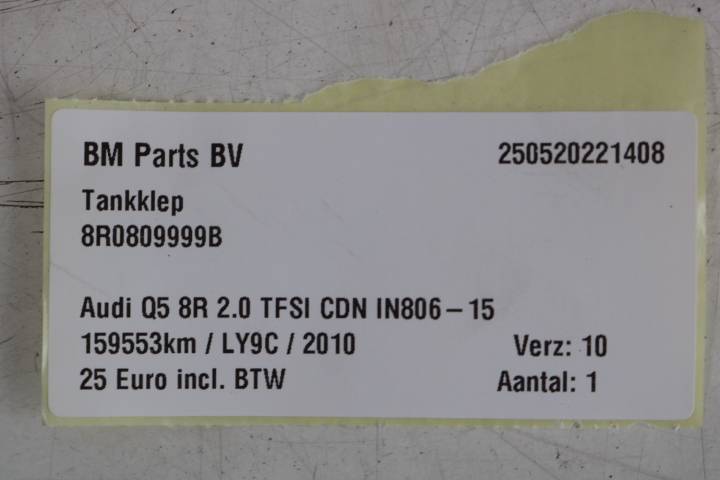 BM Parts BV 250520221408
Tankklep
8R0809999B
Audi Q5 8R 2.0 TFSI CDN IN806-15
159553km / LY9C / 2010 Verz: 10
25 Euro incl. BTW Aantal: 1